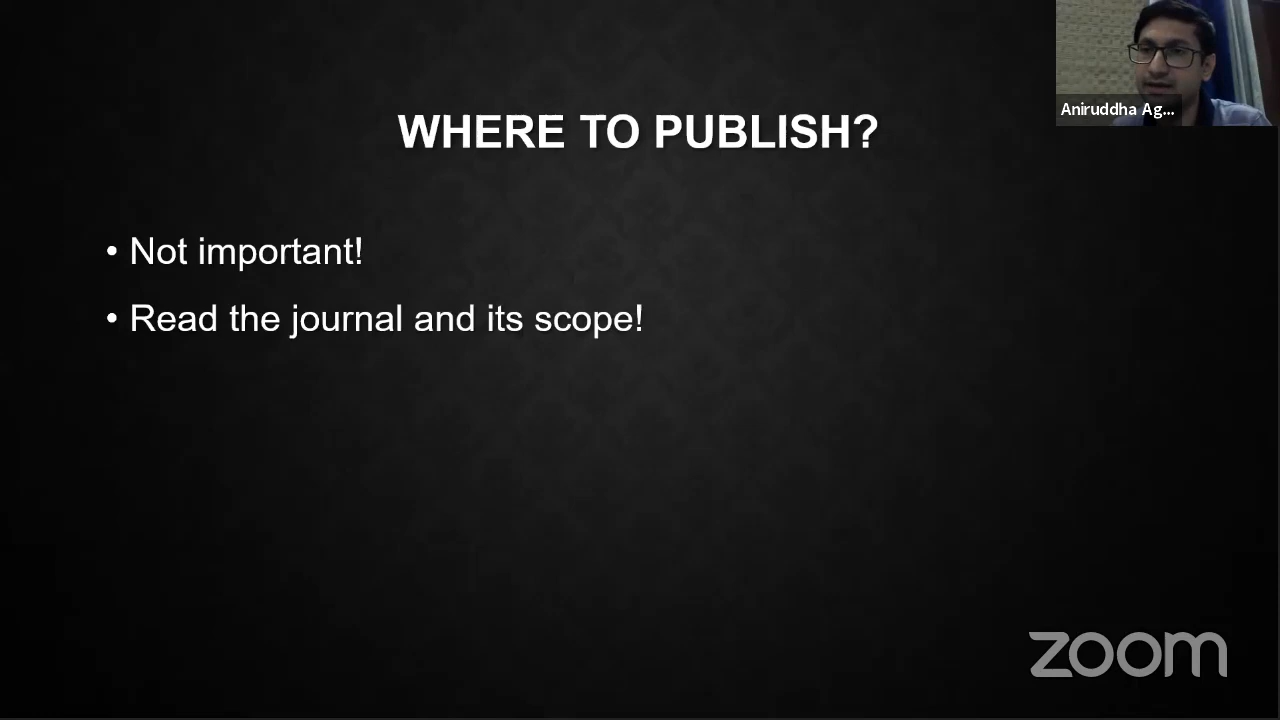 Aniruddha Ag...
WHERE TO PUBLISH?
• Not important!
• Read the journal and its scope!
zoom